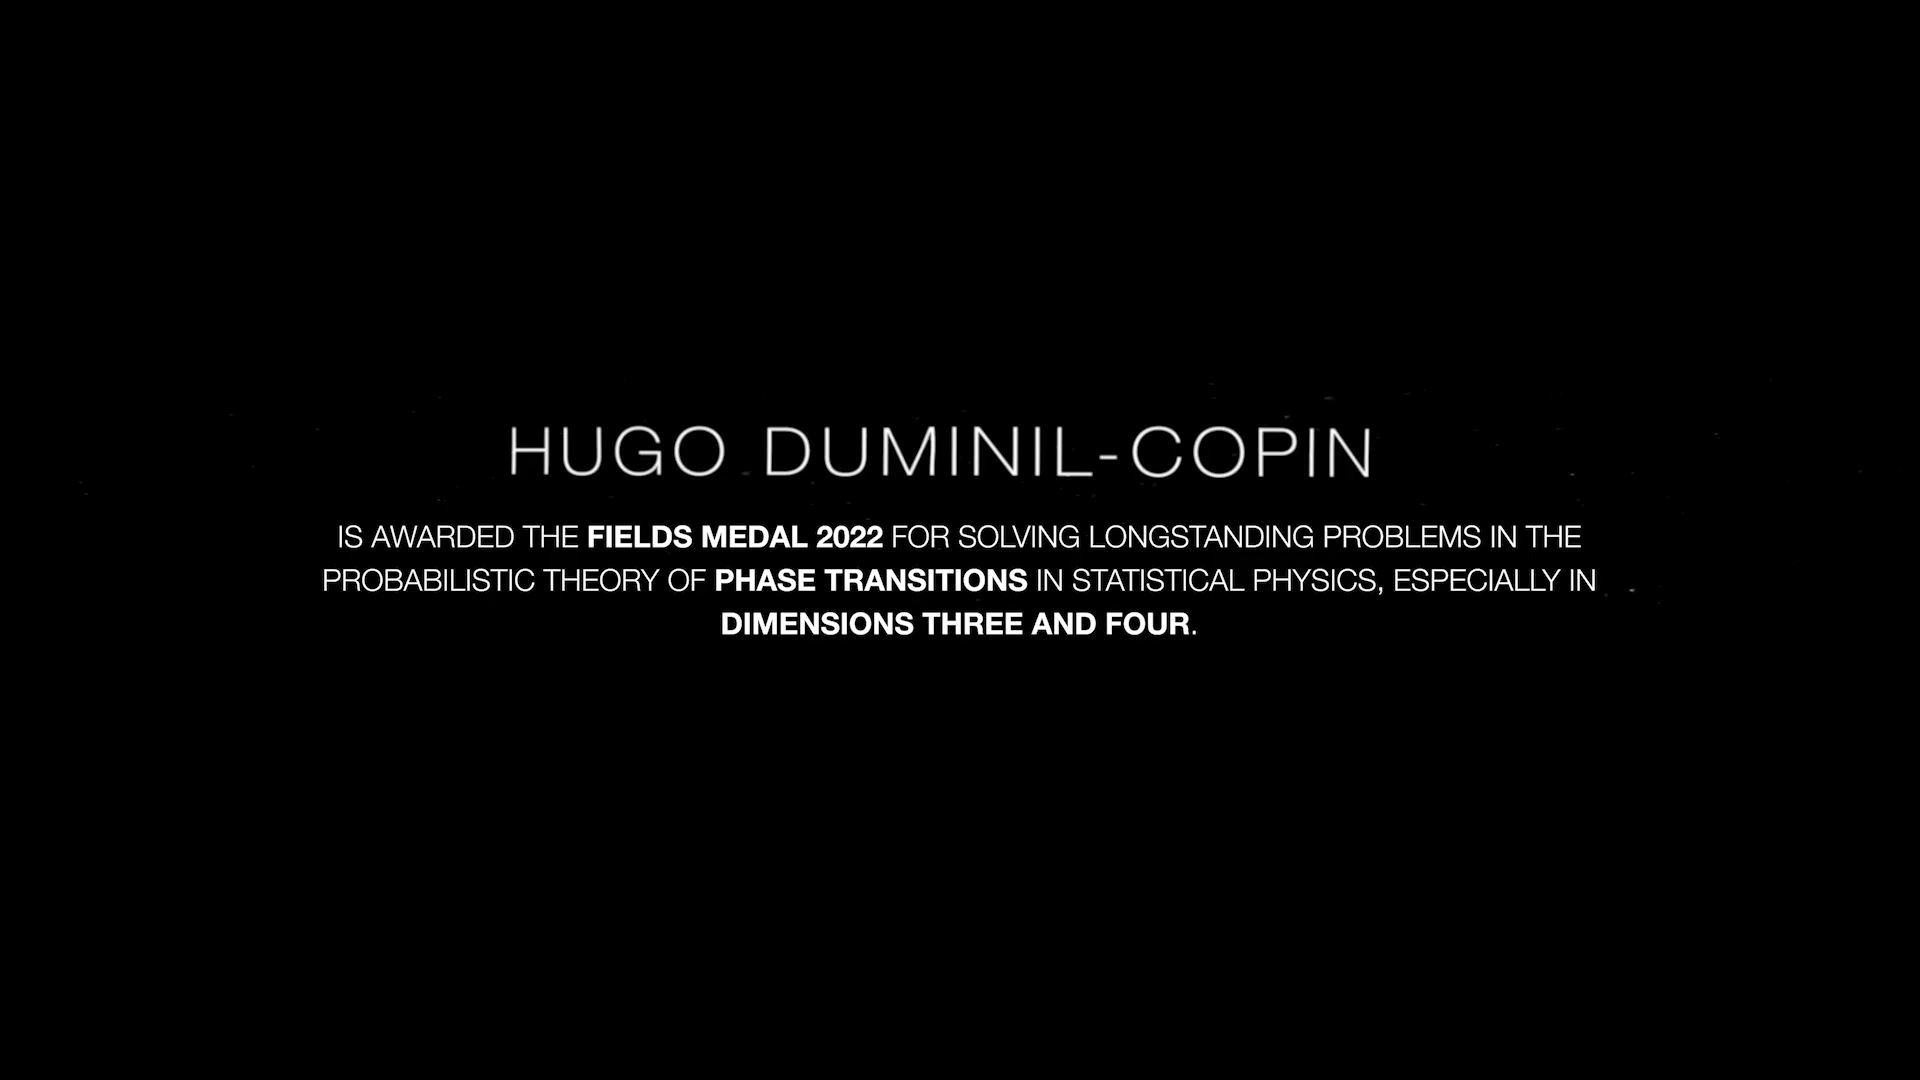 HUGO DUMINIL-COPIN
IS AWARDED THE FIELDS MEDAL 2022 FOR SOLVING LONGSTANDING PROBLEMS IN THE
PROBABILISTIC THEORY OF PHASE TRANSITIONS IN STATISTICAL PHYSICS, ESPECIALLY IN
DIMENSIONS THREE AND FOUR.